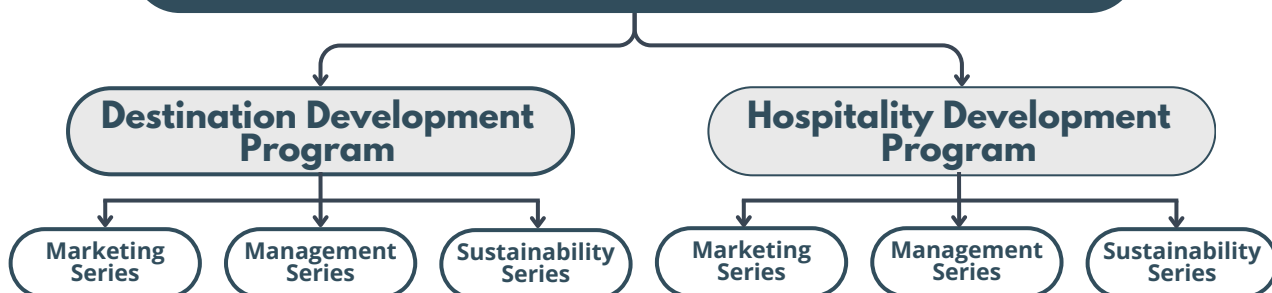 Destination Development
Program
Hospitality Development
Program
Marketing
Series
Management
Series
Sustainability
Series
Marketing
Series
Management
Series
Sustainability
Series